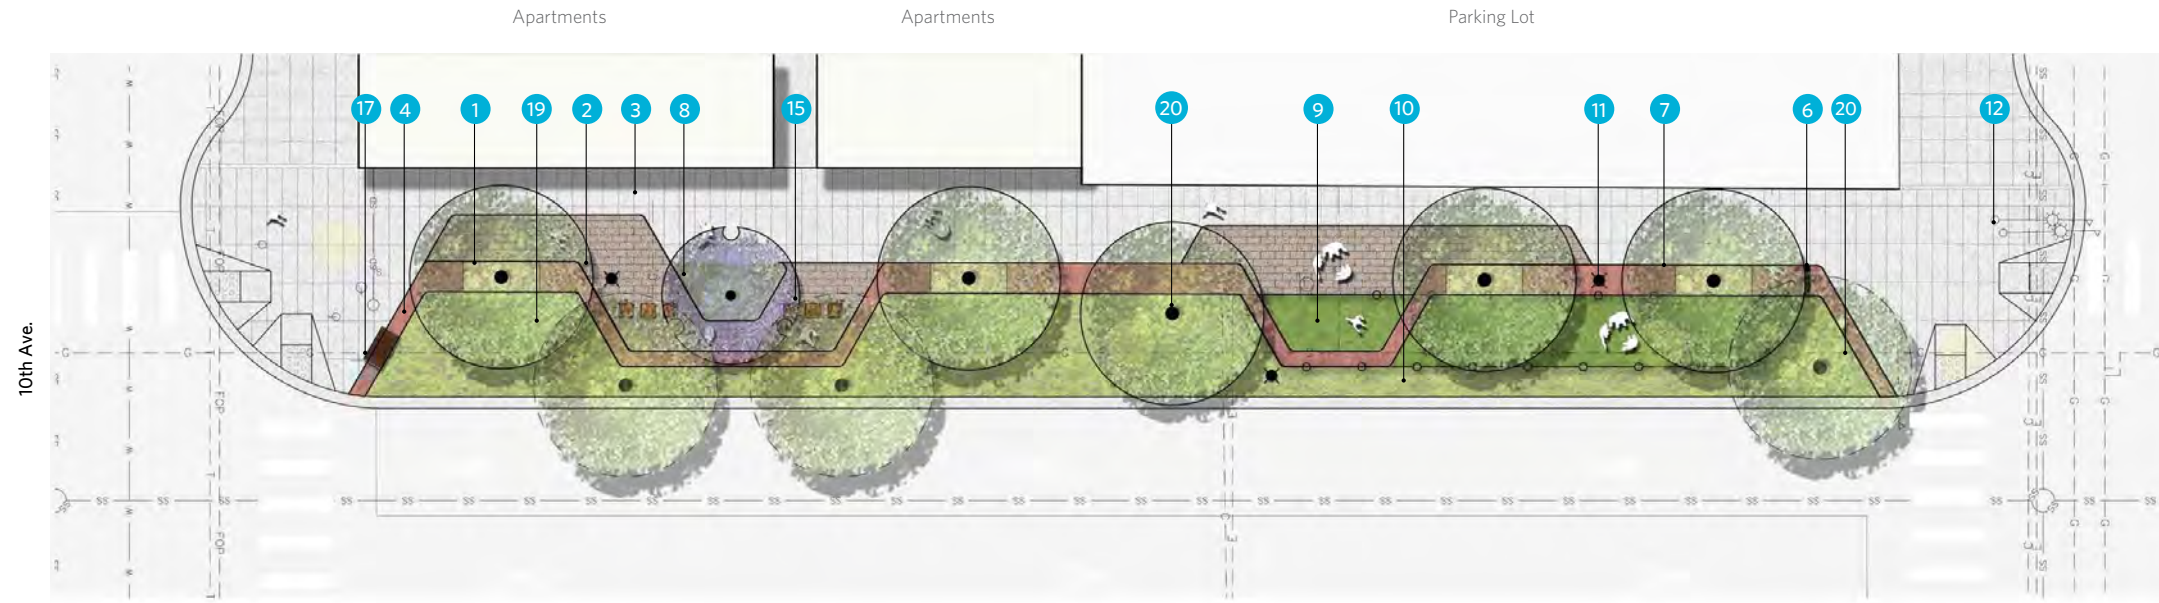 Apartments Apartments Parking Lot
17 4 1 19 2 3 8 15 20 9 10 11 7 6 20 12
10th Ave.